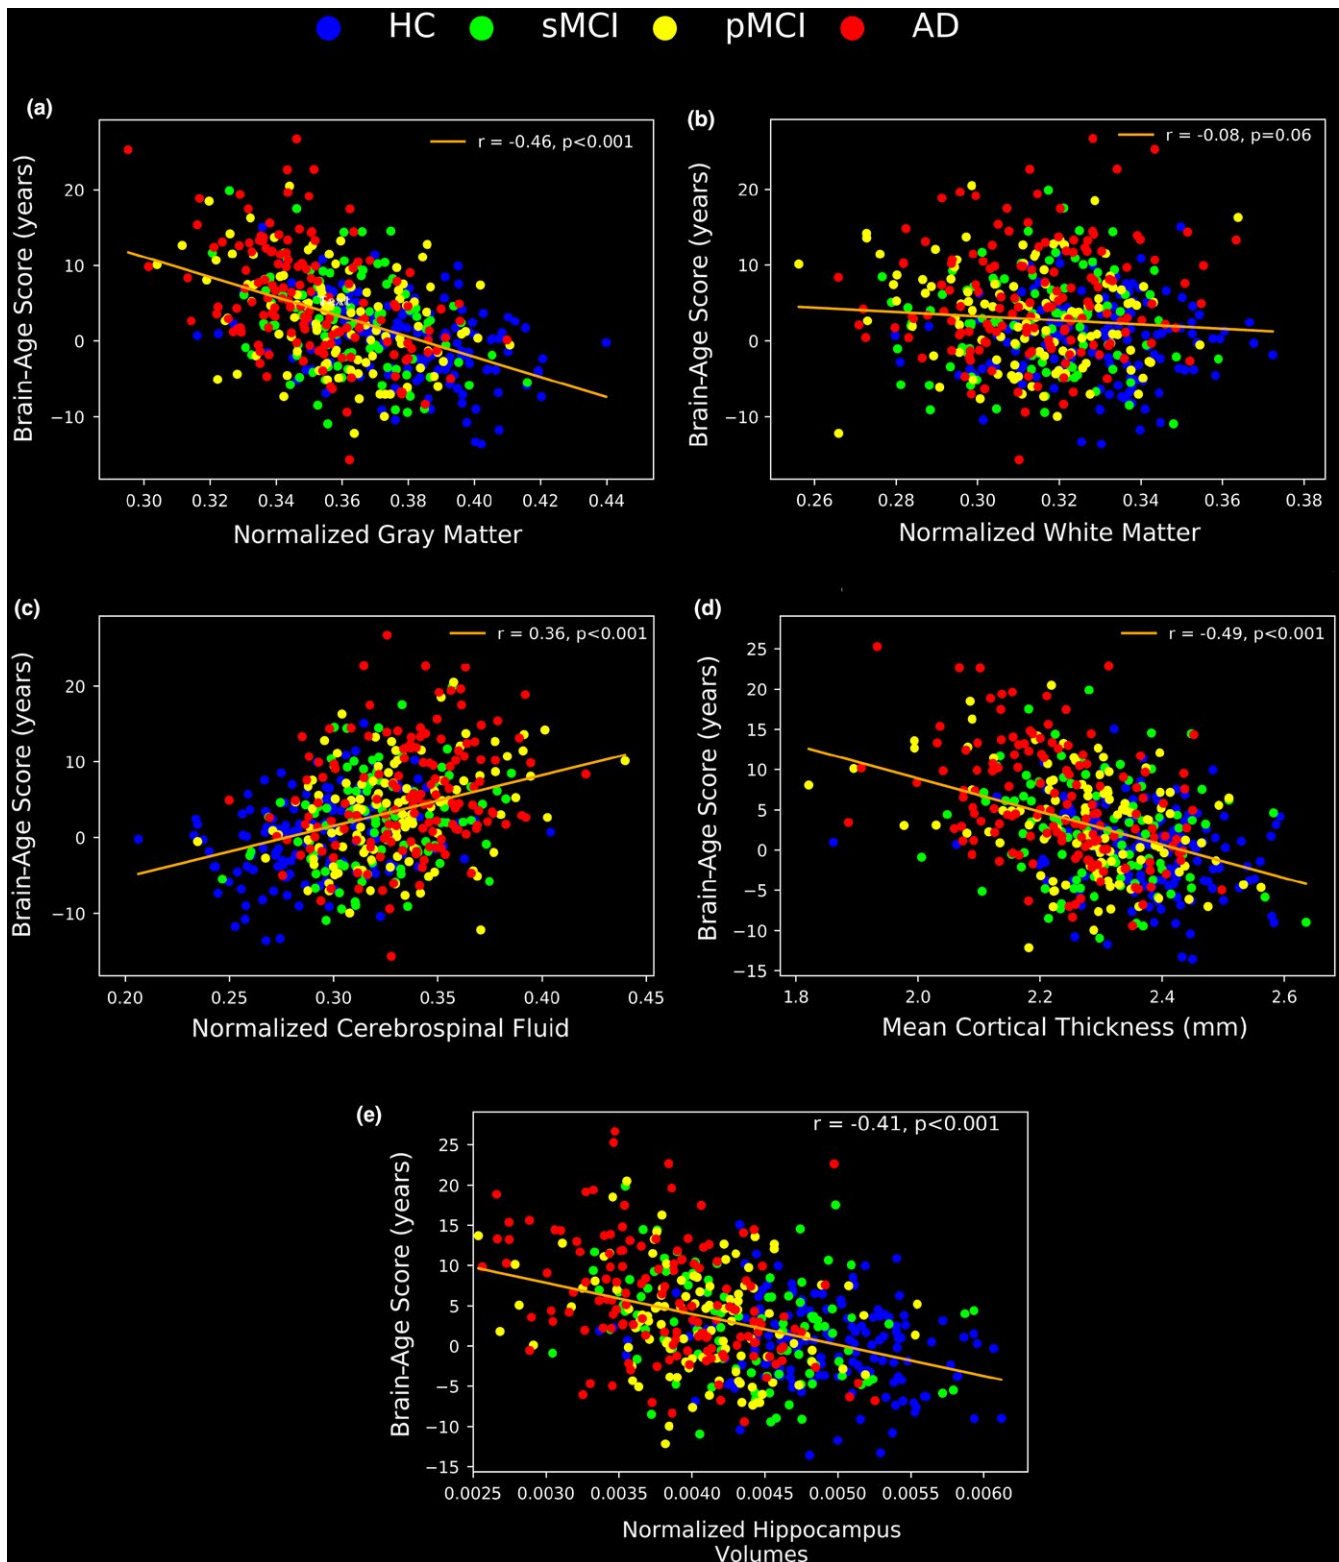 HC sMCI pMCI AD
(a)
r = -0.46, p<0.001
Brain-Age Score (years)
20
10
0
−10
Text
0.30 0.32 0.34 0.36 0.38 0.40 0.42 0.44
Normalized Gray Matter
(b)
r = -0.08, p=0.06
Brain-Age Score (years)
20
10
0
−10
0.26 0.28 0.30 0.32 0.34 0.36 0.38
Normalized White Matter
(c)
r = 0.36, p<0.001
Brain-Age Score (years)
20
10
0
−10
0.20 0.25 0.30 0.35 0.40 0.45
Normalized Cerebrospinal Fluid
(d)
r = -0.49, p<0.001
Brain-Age Score (years)
25
20
15
10
5
0
−5
−10
−15
1.8 2.0 2.2 2.4 2.6
Mean Cortical Thickness (mm)
(e)
r = -0.41, p<0.001
Brain-Age Score (years)
25
20
15
10
5
0
−5
−10
−15
0.0025 0.0030 0.0035 0.0040 0.0045 0.0050 0.0055 0.0060
Normalized Hippocampus
Volumes